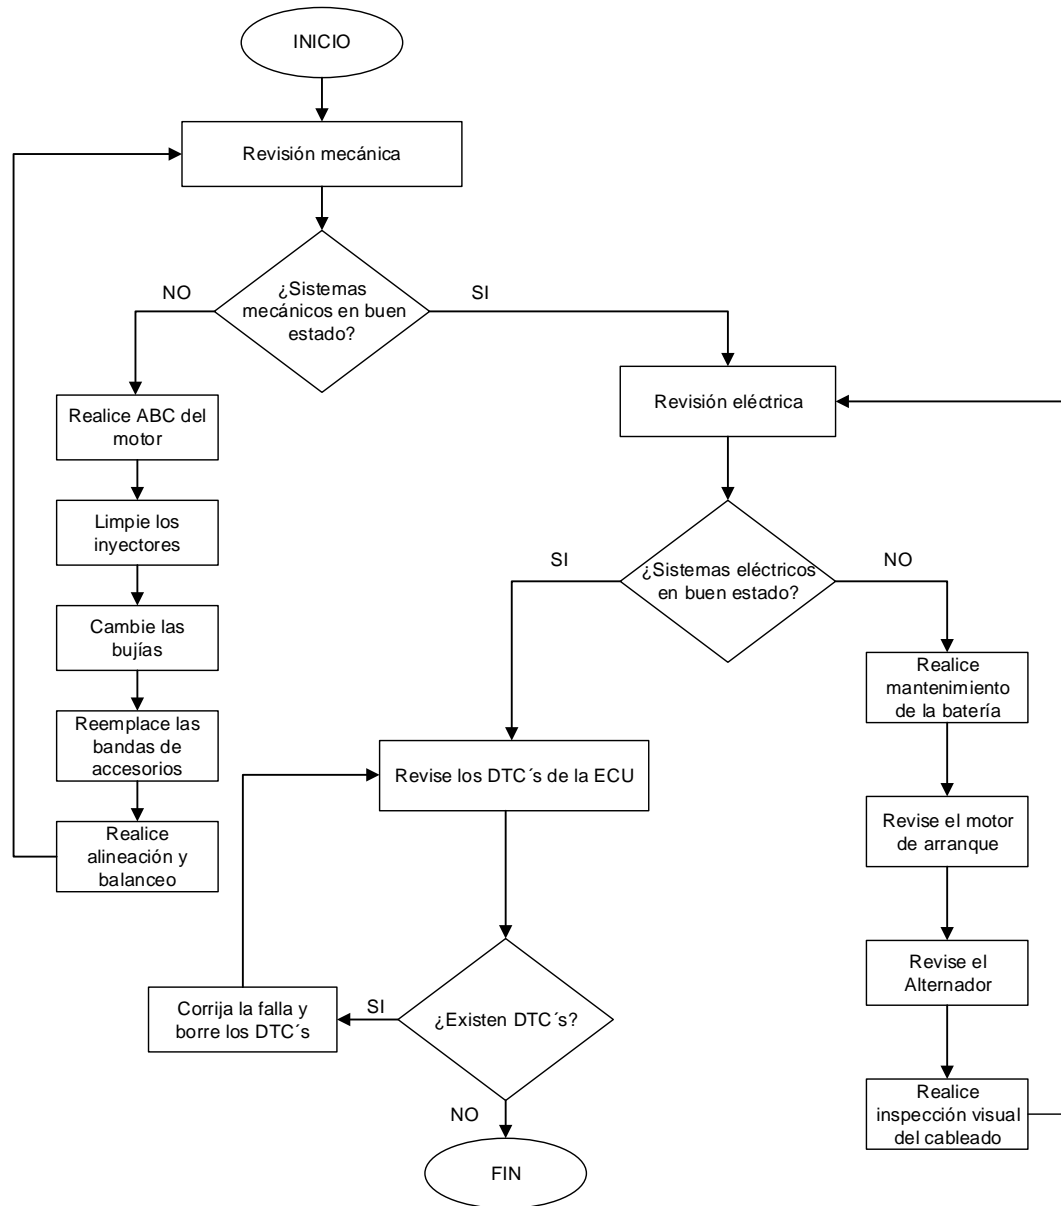 INICIO
Revisión mecánica
¿Sistemas
mecánicos en buen
estado?
NO
SI
Realice ABC del
motor
Limpie los
inyectores
Cambie las
bujías
Reemplace las
bandas de
accesorios
Realice
alineación y
balanceo
Revisión eléctrica
¿Sistemas eléctricos
en buen estado?
SI
NO
Realice
mantenimiento
de la batería
Revise el motor
de arranque
Revise el
Alternador
Realice
inspección visual
del cableado
Revise los DTC´s de la ECU
¿Existen DTC´s?
SI
Corrija la falla y
borre los DTC´s
NO
FIN